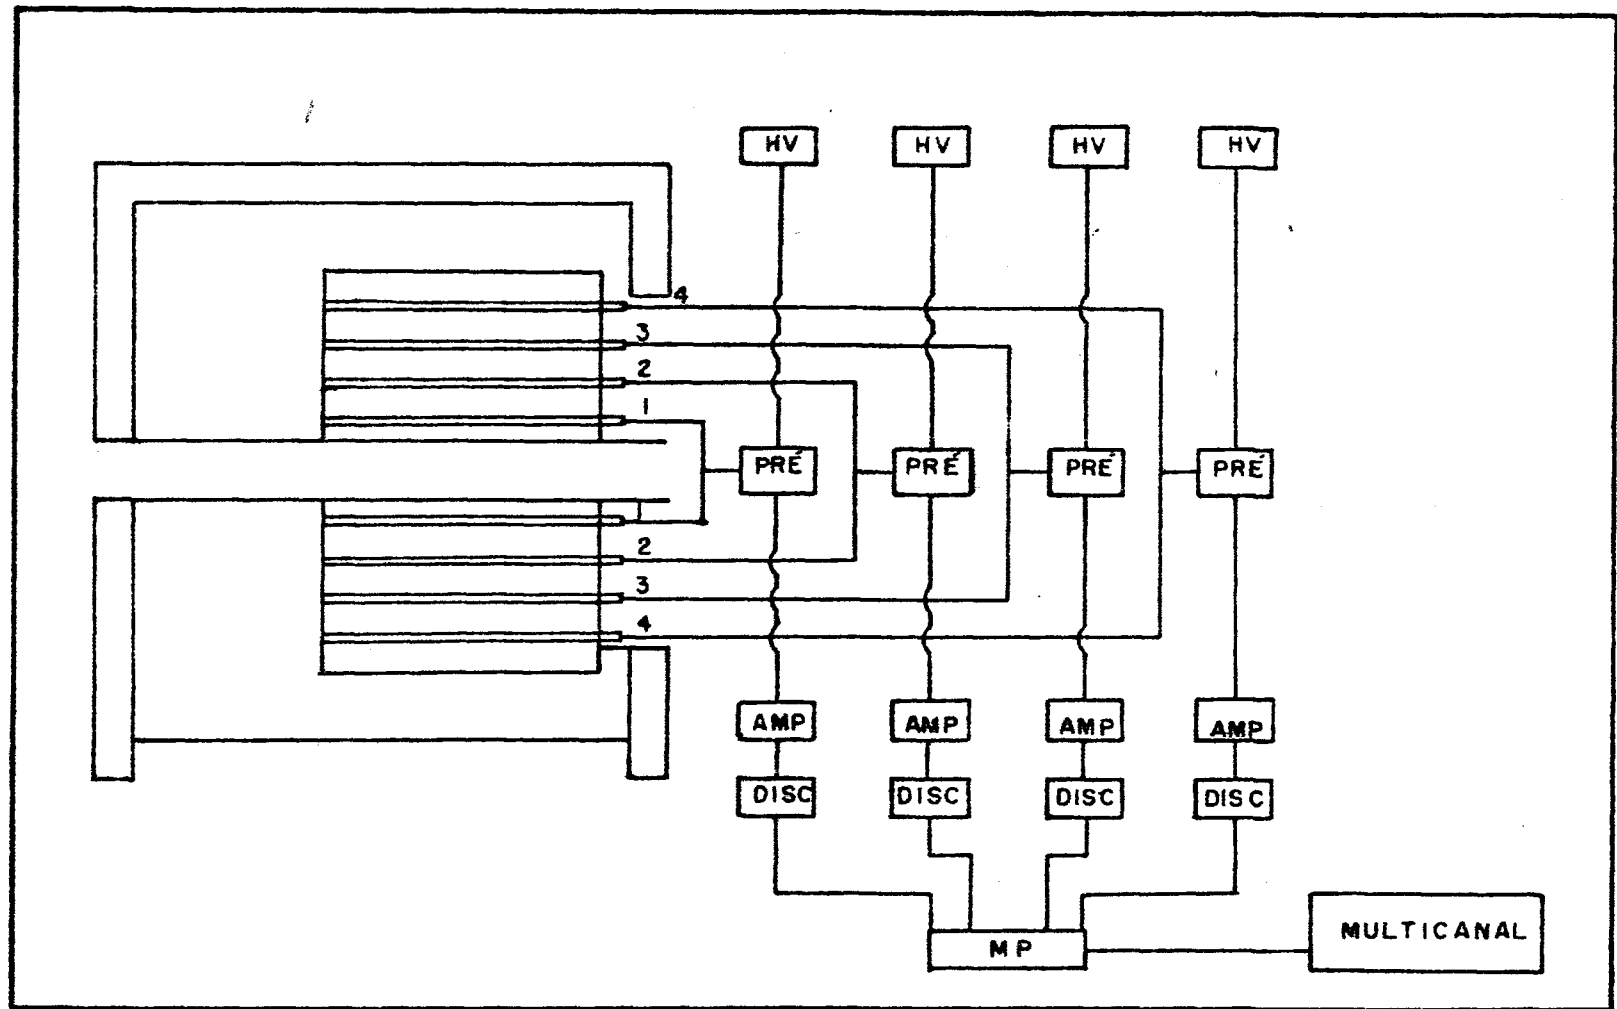 HV HV HV HV
4
3
2
1
PRÉ PRÉ PRÉ PRÉ
2
3
4
AMP AMP AMP AMP
DISC DISC DISC DISC
MP
MULTICANAL